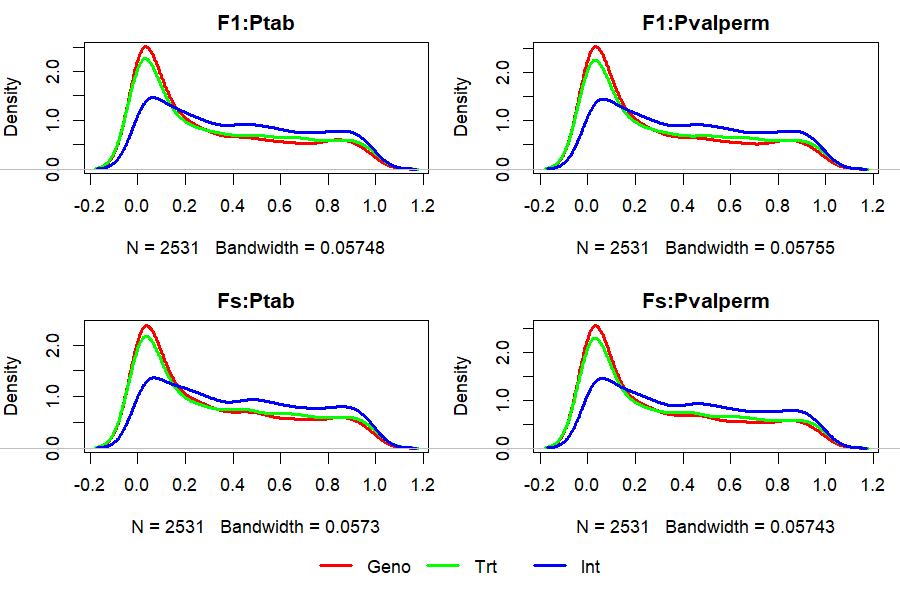 F1:Ptab
F1:Pvalperm
Density
0.0 1.0 2.0
-0.2 0.0 0.2 0.4 0.6 0.8 1.0 1.2
N = 2531 Bandwidth = 0.05748
Density
0.0 1.0 2.0
-0.2 0.0 0.2 0.4 0.6 0.8 1.0 1.2
N = 2531 Bandwidth = 0.05755
Fs:Ptab
Fs:Pvalperm
Density
0.0 1.0 2.0
-0.2 0.0 0.2 0.4 0.6 0.8 1.0 1.2
N = 2531 Bandwidth = 0.0573
Density
0.0 1.0 2.0
-0.2 0.0 0.2 0.4 0.6 0.8 1.0 1.2
N = 2531 Bandwidth = 0.05743
Geno Trt Int